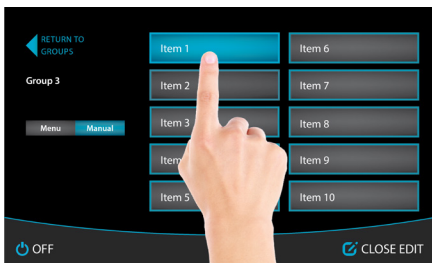 RETURN TO
GROUPS
Group 3
Menu Manual
Item 1
Item 2
Item 3
Item
Item 5
Item 6
Item 7
Item 8
Item 9
Item 10
OFF
CLOSE EDIT